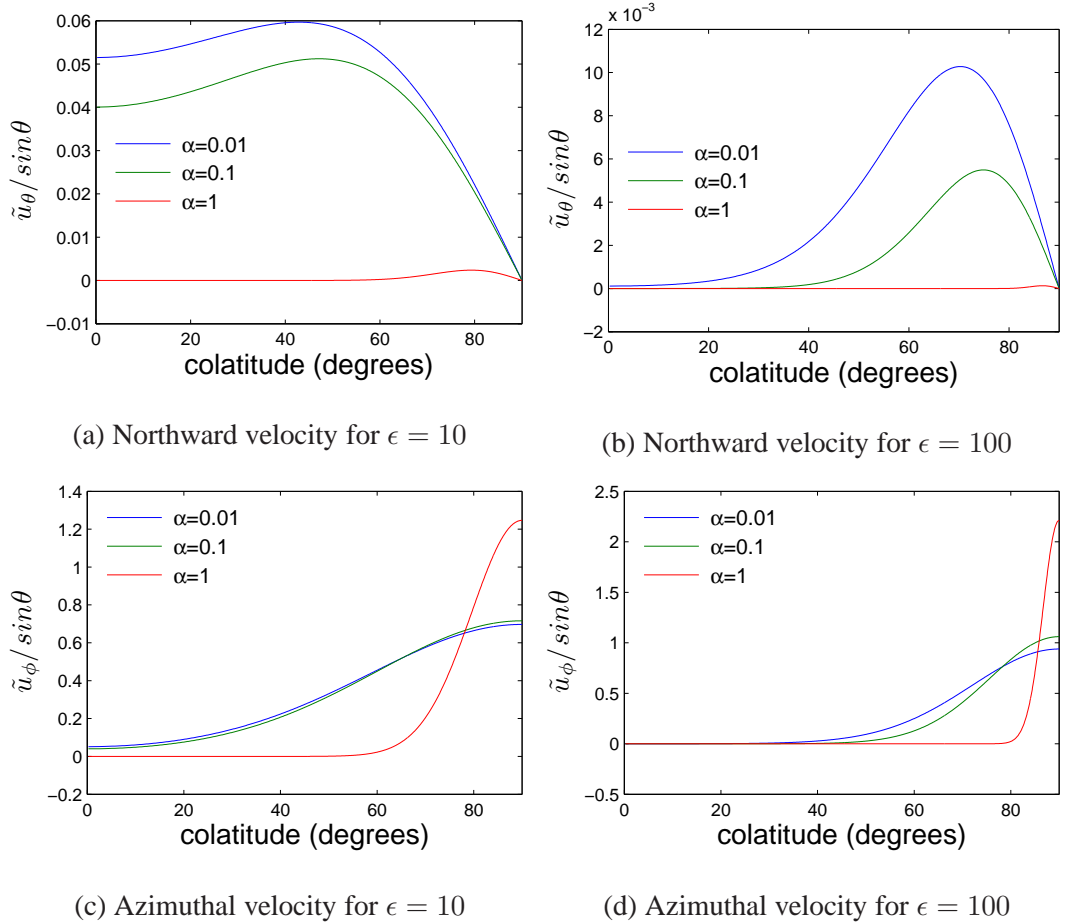 0.06
0.05
0.04
0.03
0.02
0.01
0
−0.01
ũ_θ/sinθ
α=0.01
α=0.1
α=1
0 20 40 60 80
colatitude (degrees)
(a) Northward velocity for ϵ = 10
x 10⁻³
12
10
8
6
4
2
0
−2
ũ_θ/sinθ
α=0.01
α=0.1
α=1
0 20 40 60 80
colatitude (degrees)
(b) Northward velocity for ϵ = 100
1.4
1.2
1
0.8
0.6
0.4
0.2
0
−0.2
ũ_ϕ/sinθ
α=0.01
α=0.1
α=1
0 20 40 60 80
colatitude (degrees)
(c) Azimuthal velocity for ϵ = 10
2.5
2
1.5
1
0.5
0
−0.5
ũ_ϕ/sinθ
α=0.01
α=0.1
α=1
0 20 40 60 80
colatitude (degrees)
(d) Azimuthal velocity for ϵ = 100